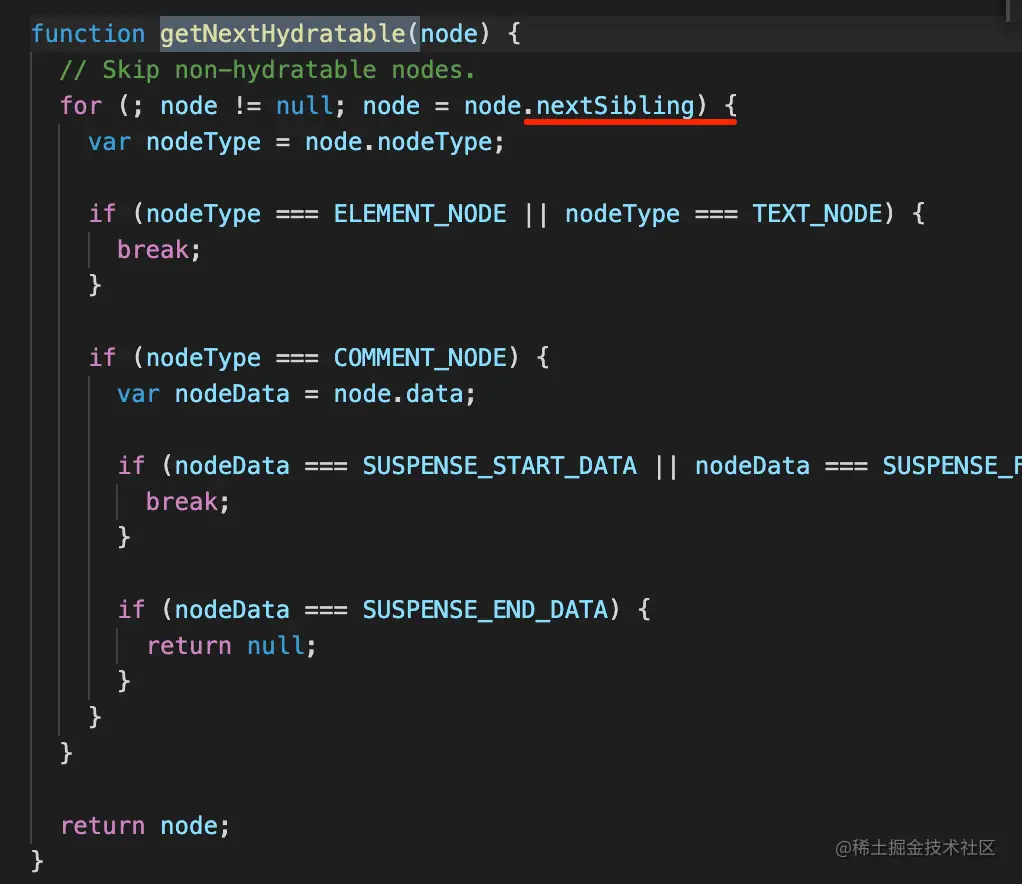 function getNextHydratable(node) {
// Skip non-hydratable nodes.
for (; node != null; node = node.nextSibling) {
var nodeType = node.nodeType;
if (nodeType === ELEMENT_NODE || nodeType === TEXT_NODE) {
break;
}
if (nodeType === COMMENT_NODE) {
var nodeData = node.data;
if (nodeData === SUSPENSE_START_DATA || nodeData === SUSPENSE_F
break;
}
if (nodeData === SUSPENSE_END_DATA) {
return null;
}
}
}
return node;
}
@稀土掘金技术社区